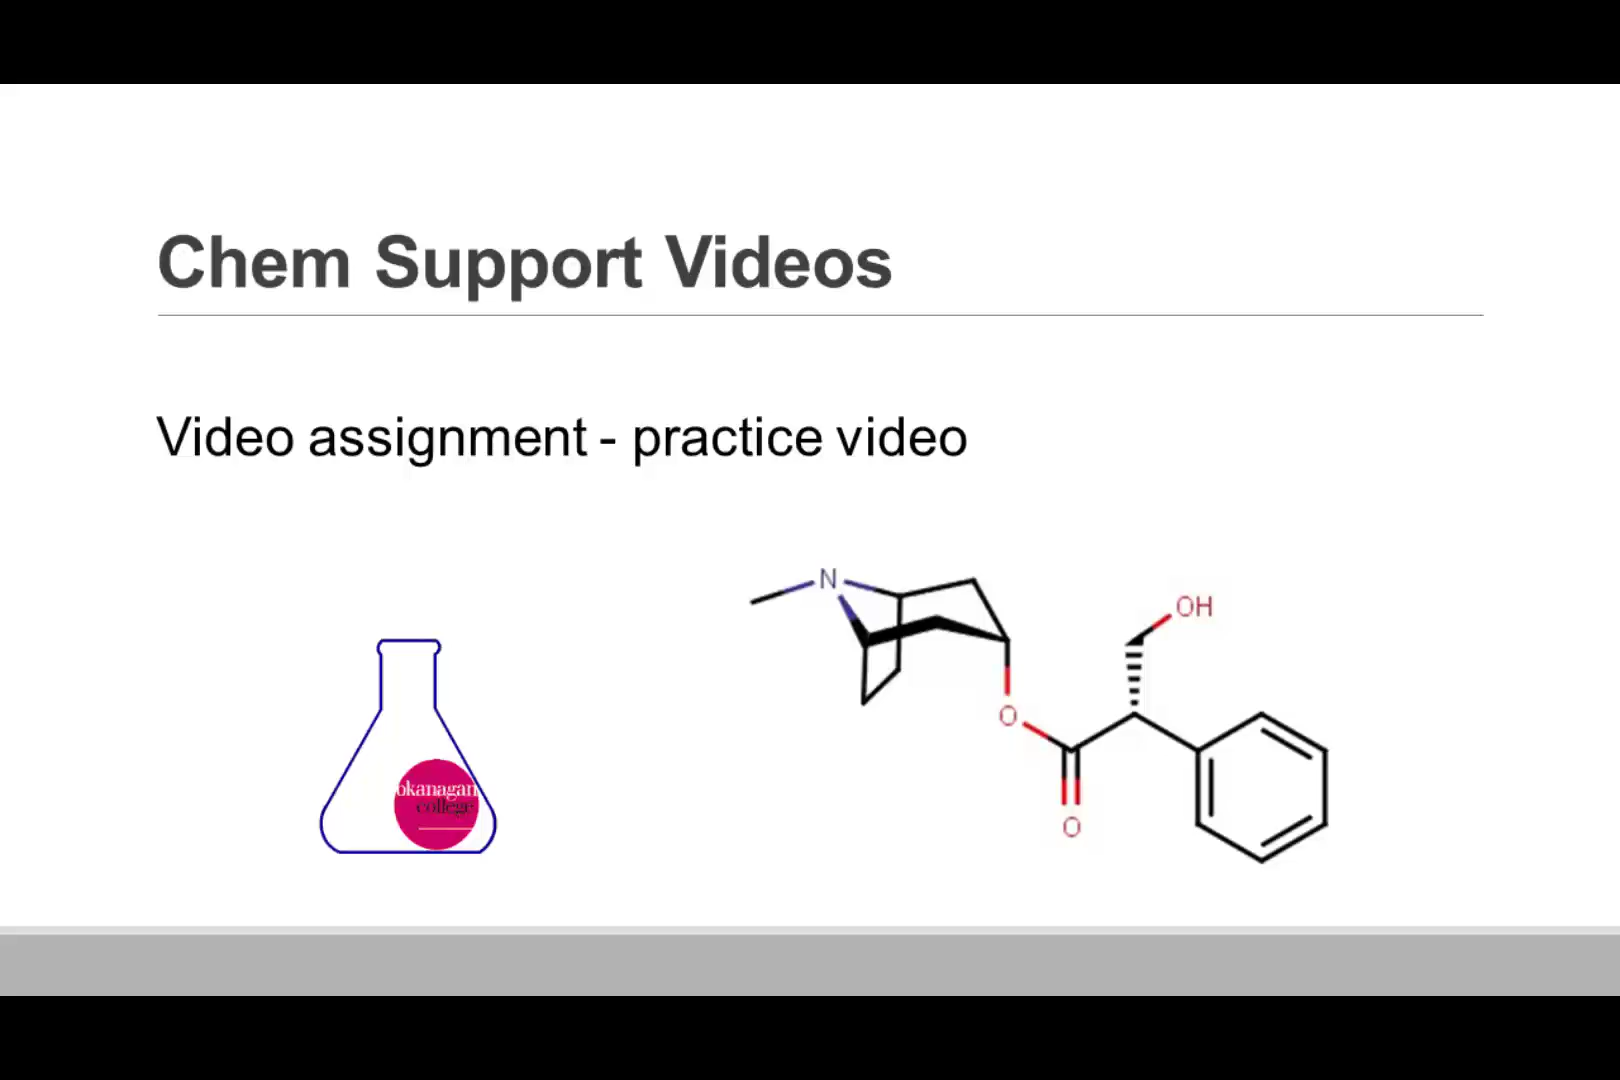 Chem Support Videos
Video assignment - practice video
N
OH
O
O
okanagan
college